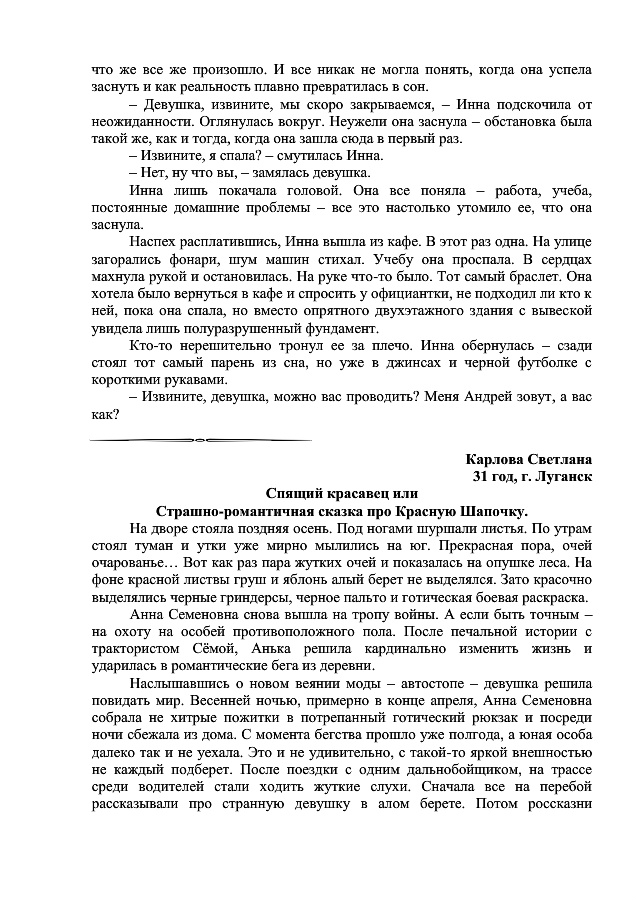 что же все же произошло. И все никак не могла понять, когда она успела
заснуть и как реальность плавно превратилась в сон.
– Девушка, извините, мы скоро закрываемся, – Инна подскочила от
неожиданности. Оглянулась вокруг. Неужели она заснула – обстановка была
такой же, как и тогда, когда она зашла сюда в первый раз.
– Извините, я спала? – смутилась Инна.
– Нет, ну что вы, – замялась девушка.
Инна лишь покачала головой. Она все поняла – работа, учеба,
постоянные домашние проблемы – все это настолько утомило ее, что она
заснула.
Наспех расплатившись, Инна вышла из кафе. В этот раз одна. На улице
загорались фонари, шум машин стихал. Учебу она проспала. В сердцах
махнула рукой и остановилась. На руке что-то было. Тот самый браслет. Она
хотела было вернуться в кафе и спросить у официантки, не подходил ли кто к
ней, пока она спала, но вместо опрятного двухэтажного здания с вывеской
увидела лишь полуразрушенный фундамент.
Кто-то нерешительно тронул ее за плечо. Инна обернулась – сзади
стоял тот самый парень из сна, но уже в джинсах и черной футболке с
короткими рукавами.
– Извините, девушка, можно вас проводить? Меня Андрей зовут, а вас
как?
Карлова Светлана
31 год, г. Луганск
Спящий красавец или
Страшно-романтичная сказка про Красную Шапочку.
На дворе стояла поздняя осень. Под ногами шуршали листья. По утрам
стоял туман и утки уже мирно мылились на юг. Прекрасная пора, очей
очарованье… Вот как раз пара жутких очей и показалась на опушке леса. На
фоне красной листвы груш и яблонь алый берет не выделялся. Зато красочно
выделялись черные гриндерсы, черное пальто и готическая боевая раскраска.
Анна Семеновна снова вышла на тропу войны. А если быть точным –
на охоту на особей противоположного пола. После печальной истории с
трактористом Сёмой, Анька решила кардинально изменить жизнь и
ударилась в романтические бега из деревни.
Наслышавшись о новом веянии моды – автостопе – девушка решила
повидать мир. Весенней ночью, примерно в конце апреля, Анна Семеновна
собрала не хитрые пожитки в потрепанный готический рюкзак и посреди
ночи сбежала из дома. С момента бегства прошло уже полгода, а юная особа
далеко так и не уехала. Это и не удивительно, с такой-то яркой внешностью
не каждый подберет. После поездки с одним дальнобойщиком, на трассе
среди водителей стали ходить жуткие слухи. Сначала все на перебой
рассказывали про странную девушку в алом берете. Потом россказни